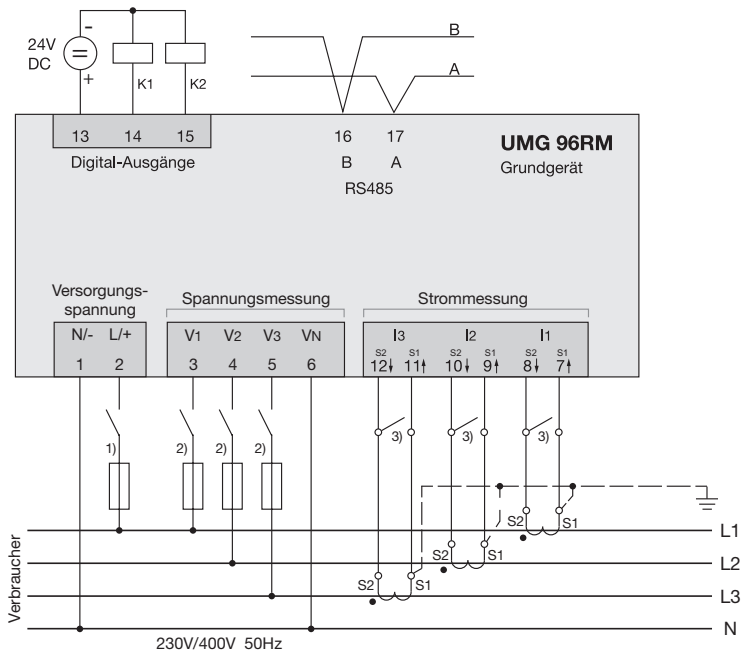 24V
DC
-
=
+
K1
K2
B
A
13 14 15
16 17
Digital-Ausgänge
B A
RS485
UMG 96RM
Grundgerät
Versorgungs-
spannung
Spannungsmessung
Strommessung
N/- L/+
V1 V2 V3 VN
I3 I2 I1
S2 S1 S2 S1 S2 S1
1 2 3 4 5 6 12 11 10 9 8 7
1) 2) 2) 2) 3) 3) 3)
S2 S1
L1
S2 S1
L2
S2 S1
L3
N
Verbraucher
230V/400V 50Hz